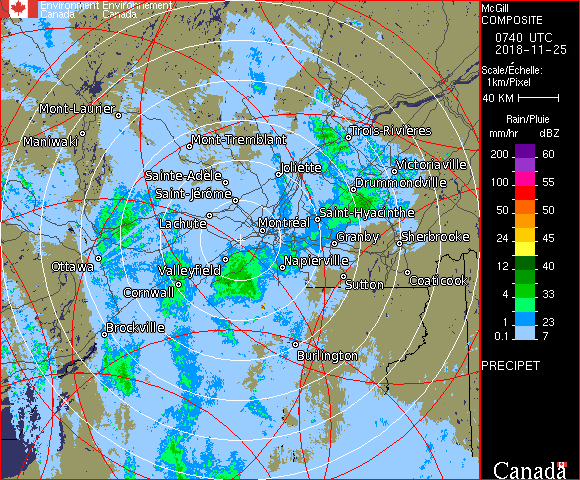 Environment Environnement
Canada Canada
Mont-Laurier
Maniwaki
Mont-Tremblant
Trois-Rivières
Joliette
Victoriaville
Sainte-Adèle
Drummondville
Saint-Jérôme
Saint-Hyacinthe
Lachute
Montréal
Granby
Sherbrooke
Ottawa
Valleyfield
Napierville
Sutton
Coaticook
Cornwall
Brockville
Burlington
McGill
COMPOSITE
0740 UTC
2018-11-25
Scale/Échelle:
1km/Pixel
40 KM
Rain/Pluie
mm/hr dBZ
200 60
100 55
50 50
24 45
12 40
4 33
1 23
0.1 7
PRECIPET
Canada